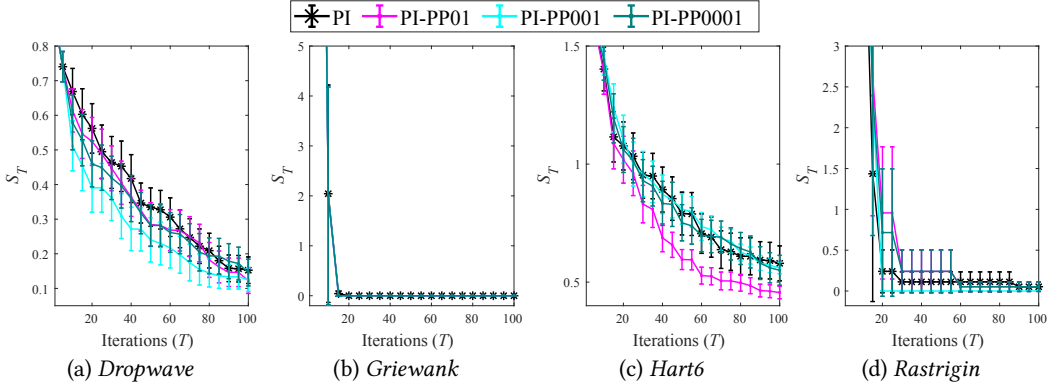 PI PI-PP01 PI-PP001 PI-PP0001
0.8
0.7
0.6
0.5
0.4
0.3
0.2
0.1
S_T
20 40 60 80 100
Iterations (T)
(a) Dropwave
5
4
3
2
1
0
S_T
20 40 60 80 100
Iterations (T)
(b) Griewank
1.5
1
0.5
S_T
20 40 60 80 100
Iterations (T)
(c) Hart6
3
2.5
2
1.5
1
0.5
0
S_T
20 40 60 80 100
Iterations (T)
(d) Rastrigin